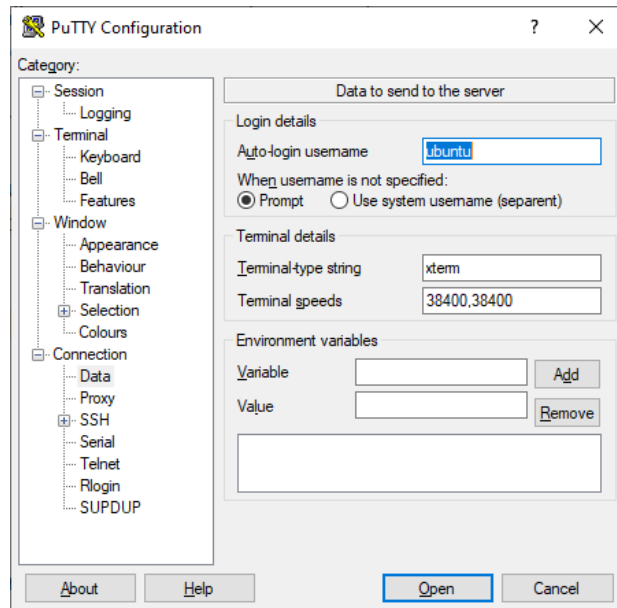 PuTTY Configuration
?
Category:
Session
Logging
Terminal
Keyboard
Bell
Features
Window
Appearance
Behaviour
Translation
Selection
Colours
Connection
Data
Proxy
SSH
Serial
Telnet
Rlogin
SUPDUP
Data to send to the server
Login details
Auto-login username ubuntu
When username is not specified:
Prompt Use system username (separent)
Terminal details
Terminal-type string xterm
Terminal speeds 38400,38400
Environment variables
Variable Add
Value Remove
About Help Open Cancel